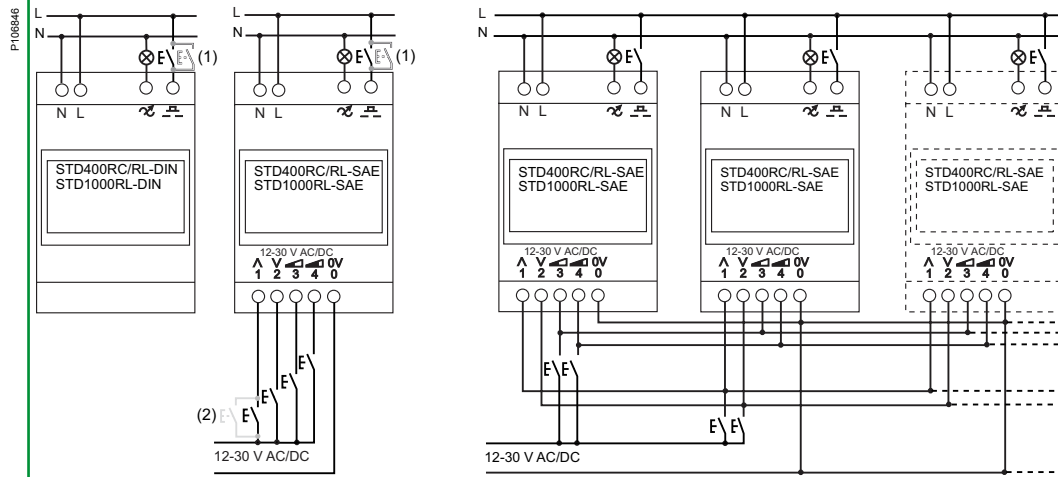 P106846
L
N
(1)
N L
STD400RC/RL-DIN
STD1000RL-DIN
L
N
(1)
N L
STD400RC/RL-SAE
STD1000RL-SAE
12-30 V AC/DC
0V
1 2 3 4 0
(2)
12-30 V AC/DC
L
N
N L
STD400RC/RL-SAE
STD1000RL-SAE
12-30 V AC/DC
0V
1 2 3 4 0
N L
STD400RC/RL-SAE
STD1000RL-SAE
12-30 V AC/DC
0V
1 2 3 4 0
N L
STD400RC/RL-SAE
STD1000RL-SAE
12-30 V AC/DC
0V
1 2 3 4 0
12-30 V AC/DC